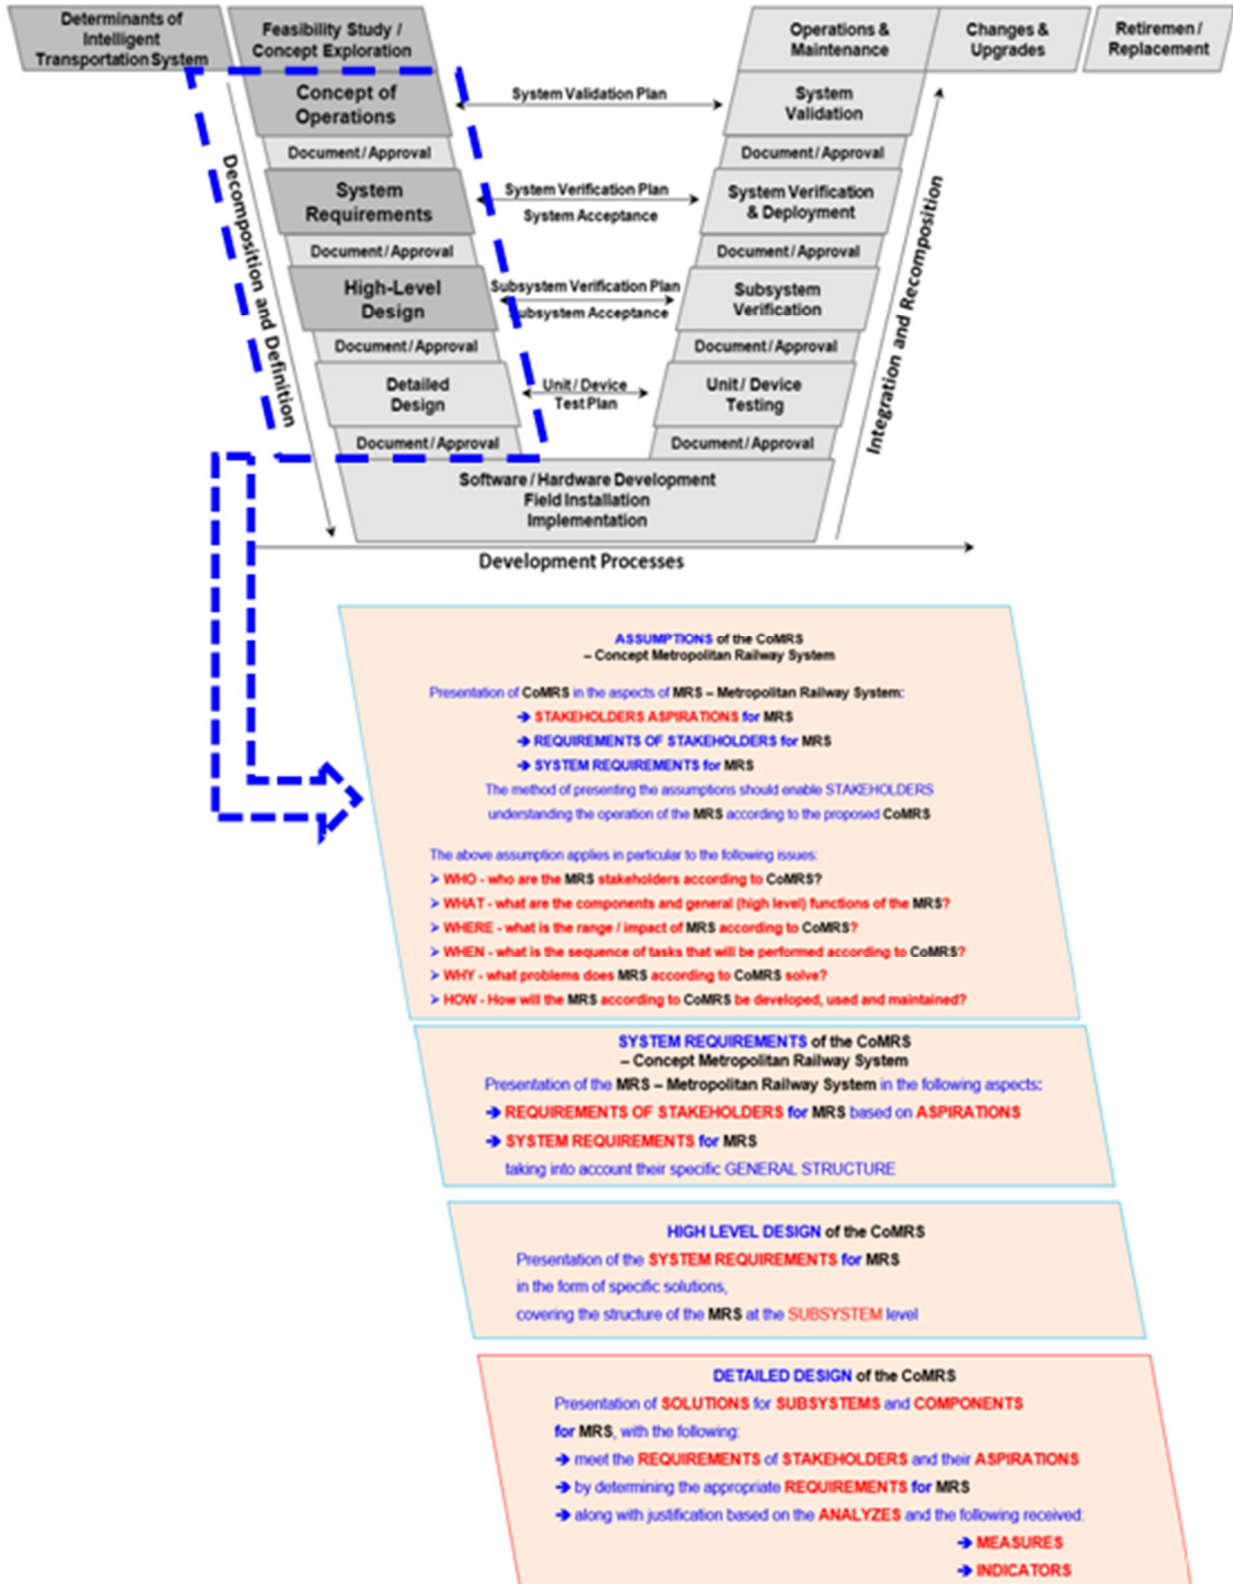 Determinants of
Intelligent
Transportation System
Feasibility Study /
Concept Exploration
Operations &
Maintenance
Changes &
Upgrades
Retiremen /
Replacement
Concept of
Operations
System Validation Plan
System
Validation
Document / Approval
Document / Approval
Decomposition and Definition
System
Requirements
System Verification Plan
System Acceptance
System Verification
& Deployment
Integration and Recomposition
Document / Approval
Document / Approval
High-Level
Design
Subsystem Verification Plan
Subsystem Acceptance
Subsystem
Verification
Document / Approval
Document / Approval
Detailed
Design
Unit / Device
Test Plan
Unit / Device
Testing
Document / Approval
Document / Approval
Software / Hardware Development
Field Installation
Implementation
Development Processes
ASSUMPTIONS of the CoMRS
– Concept Metropolitan Railway System
Presentation of CoMRS in the aspects of MRS – Metropolitan Railway System:
➔ STAKEHOLDERS ASPIRATIONS for MRS
➔ REQUIREMENTS OF STAKEHOLDERS for MRS
➔ SYSTEM REQUIREMENTS for MRS
The method of presenting the assumptions should enable STAKEHOLDERS
understanding the operation of the MRS according to the proposed CoMRS
The above assumption applies in particular to the following issues:
➢ WHO - who are the MRS stakeholders according to CoMRS?
➢ WHAT - what are the components and general (high level) functions of the MRS?
➢ WHERE - what is the range / impact of MRS according to CoMRS?
➢ WHEN - what is the sequence of tasks that will be performed according to CoMRS?
➢ WHY - what problems does MRS according to CoMRS solve?
➢ HOW - How will the MRS according to CoMRS be developed, used and maintained?
SYSTEM REQUIREMENTS of the CoMRS
– Concept Metropolitan Railway System
Presentation of the MRS – Metropolitan Railway System in the following aspects:
➔ REQUIREMENTS OF STAKEHOLDERS for MRS based on ASPIRATIONS
➔ SYSTEM REQUIREMENTS for MRS
taking into account their specific GENERAL STRUCTURE
HIGH LEVEL DESIGN of the CoMRS
Presentation of the SYSTEM REQUIREMENTS for MRS
in the form of specific solutions,
covering the structure of the MRS at the SUBSYSTEM level
DETAILED DESIGN of the CoMRS
Presentation of SOLUTIONS for SUBSYSTEMS and COMPONENTS
for MRS, with the following:
➔ meet the REQUIREMENTS of STAKEHOLDERS and their ASPIRATIONS
➔ by determining the appropriate REQUIREMENTS for MRS
➔ along with justification based on the ANALYZES and the following received:
➔ MEASURES
➔ INDICATORS